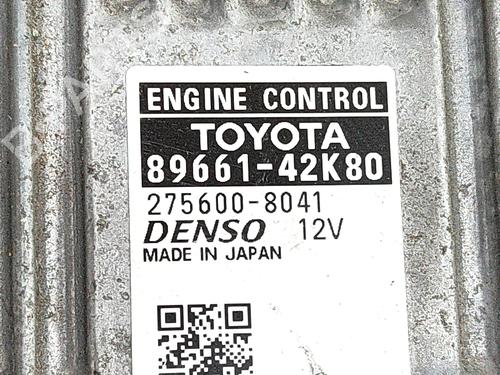 ENGINE CONTROL
TOYOTA
89661-42K80
275600-8041
DENSO 12V
MADE IN JAPAN